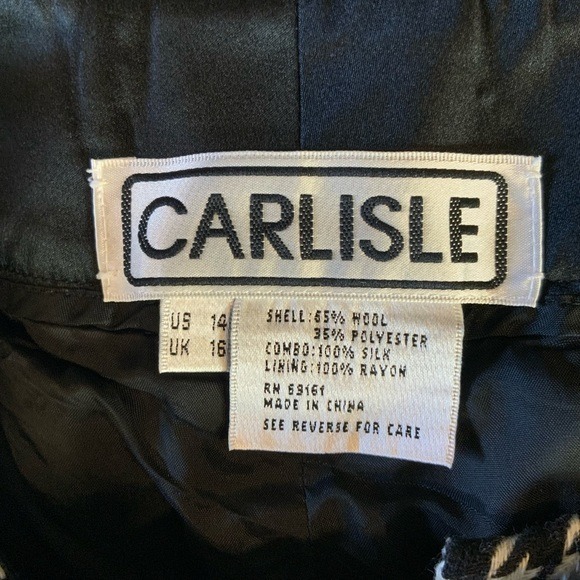 CARLISLE
US 14
UK 16
SHELL:65% WOOL
35% POLYESTER
COMBO:100% SILK
LINING:100% RAYON
RN 69161
MADE IN CHINA
SEE REVERSE FOR CARE